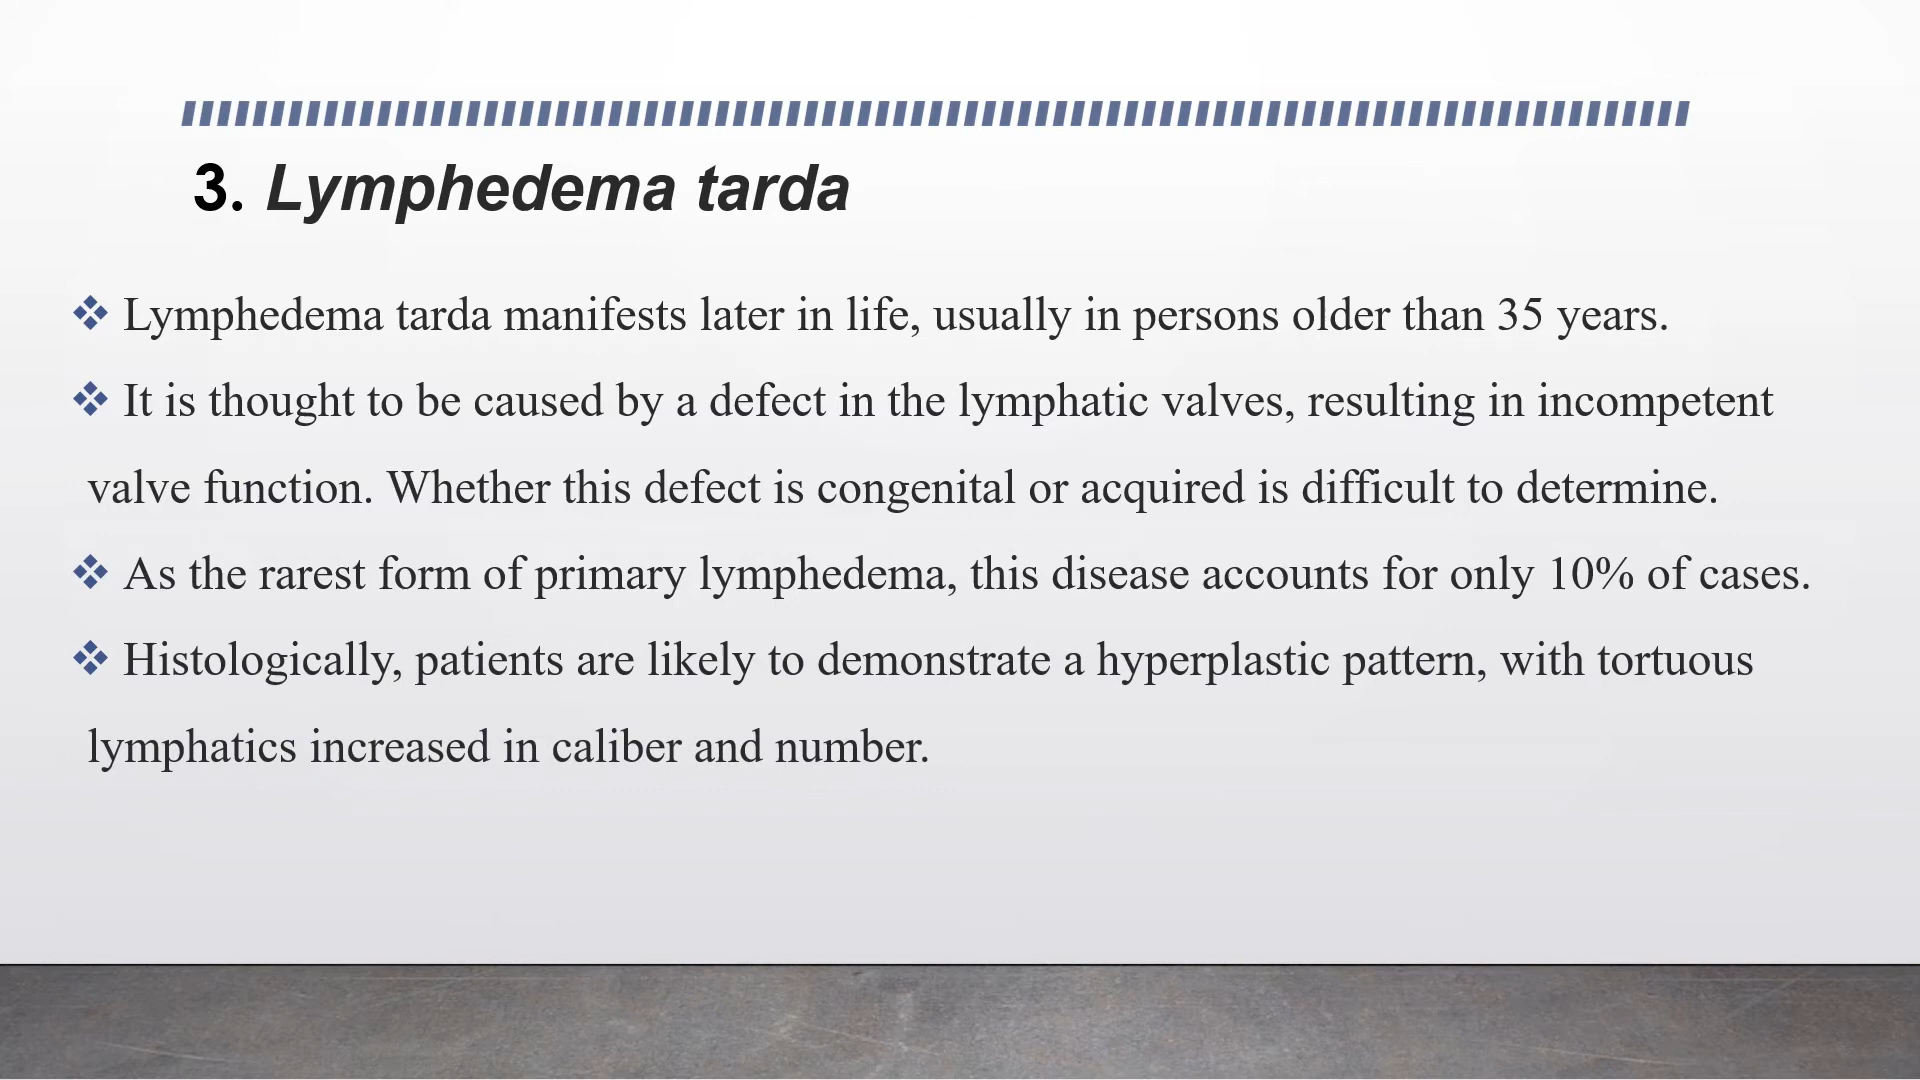 3. Lymphedema tarda
❖ Lymphedema tarda manifests later in life, usually in persons older than 35 years.
❖ It is thought to be caused by a defect in the lymphatic valves, resulting in incompetent
valve function. Whether this defect is congenital or acquired is difficult to determine.
❖ As the rarest form of primary lymphedema, this disease accounts for only 10% of cases.
❖ Histologically, patients are likely to demonstrate a hyperplastic pattern, with tortuous
lymphatics increased in caliber and number.